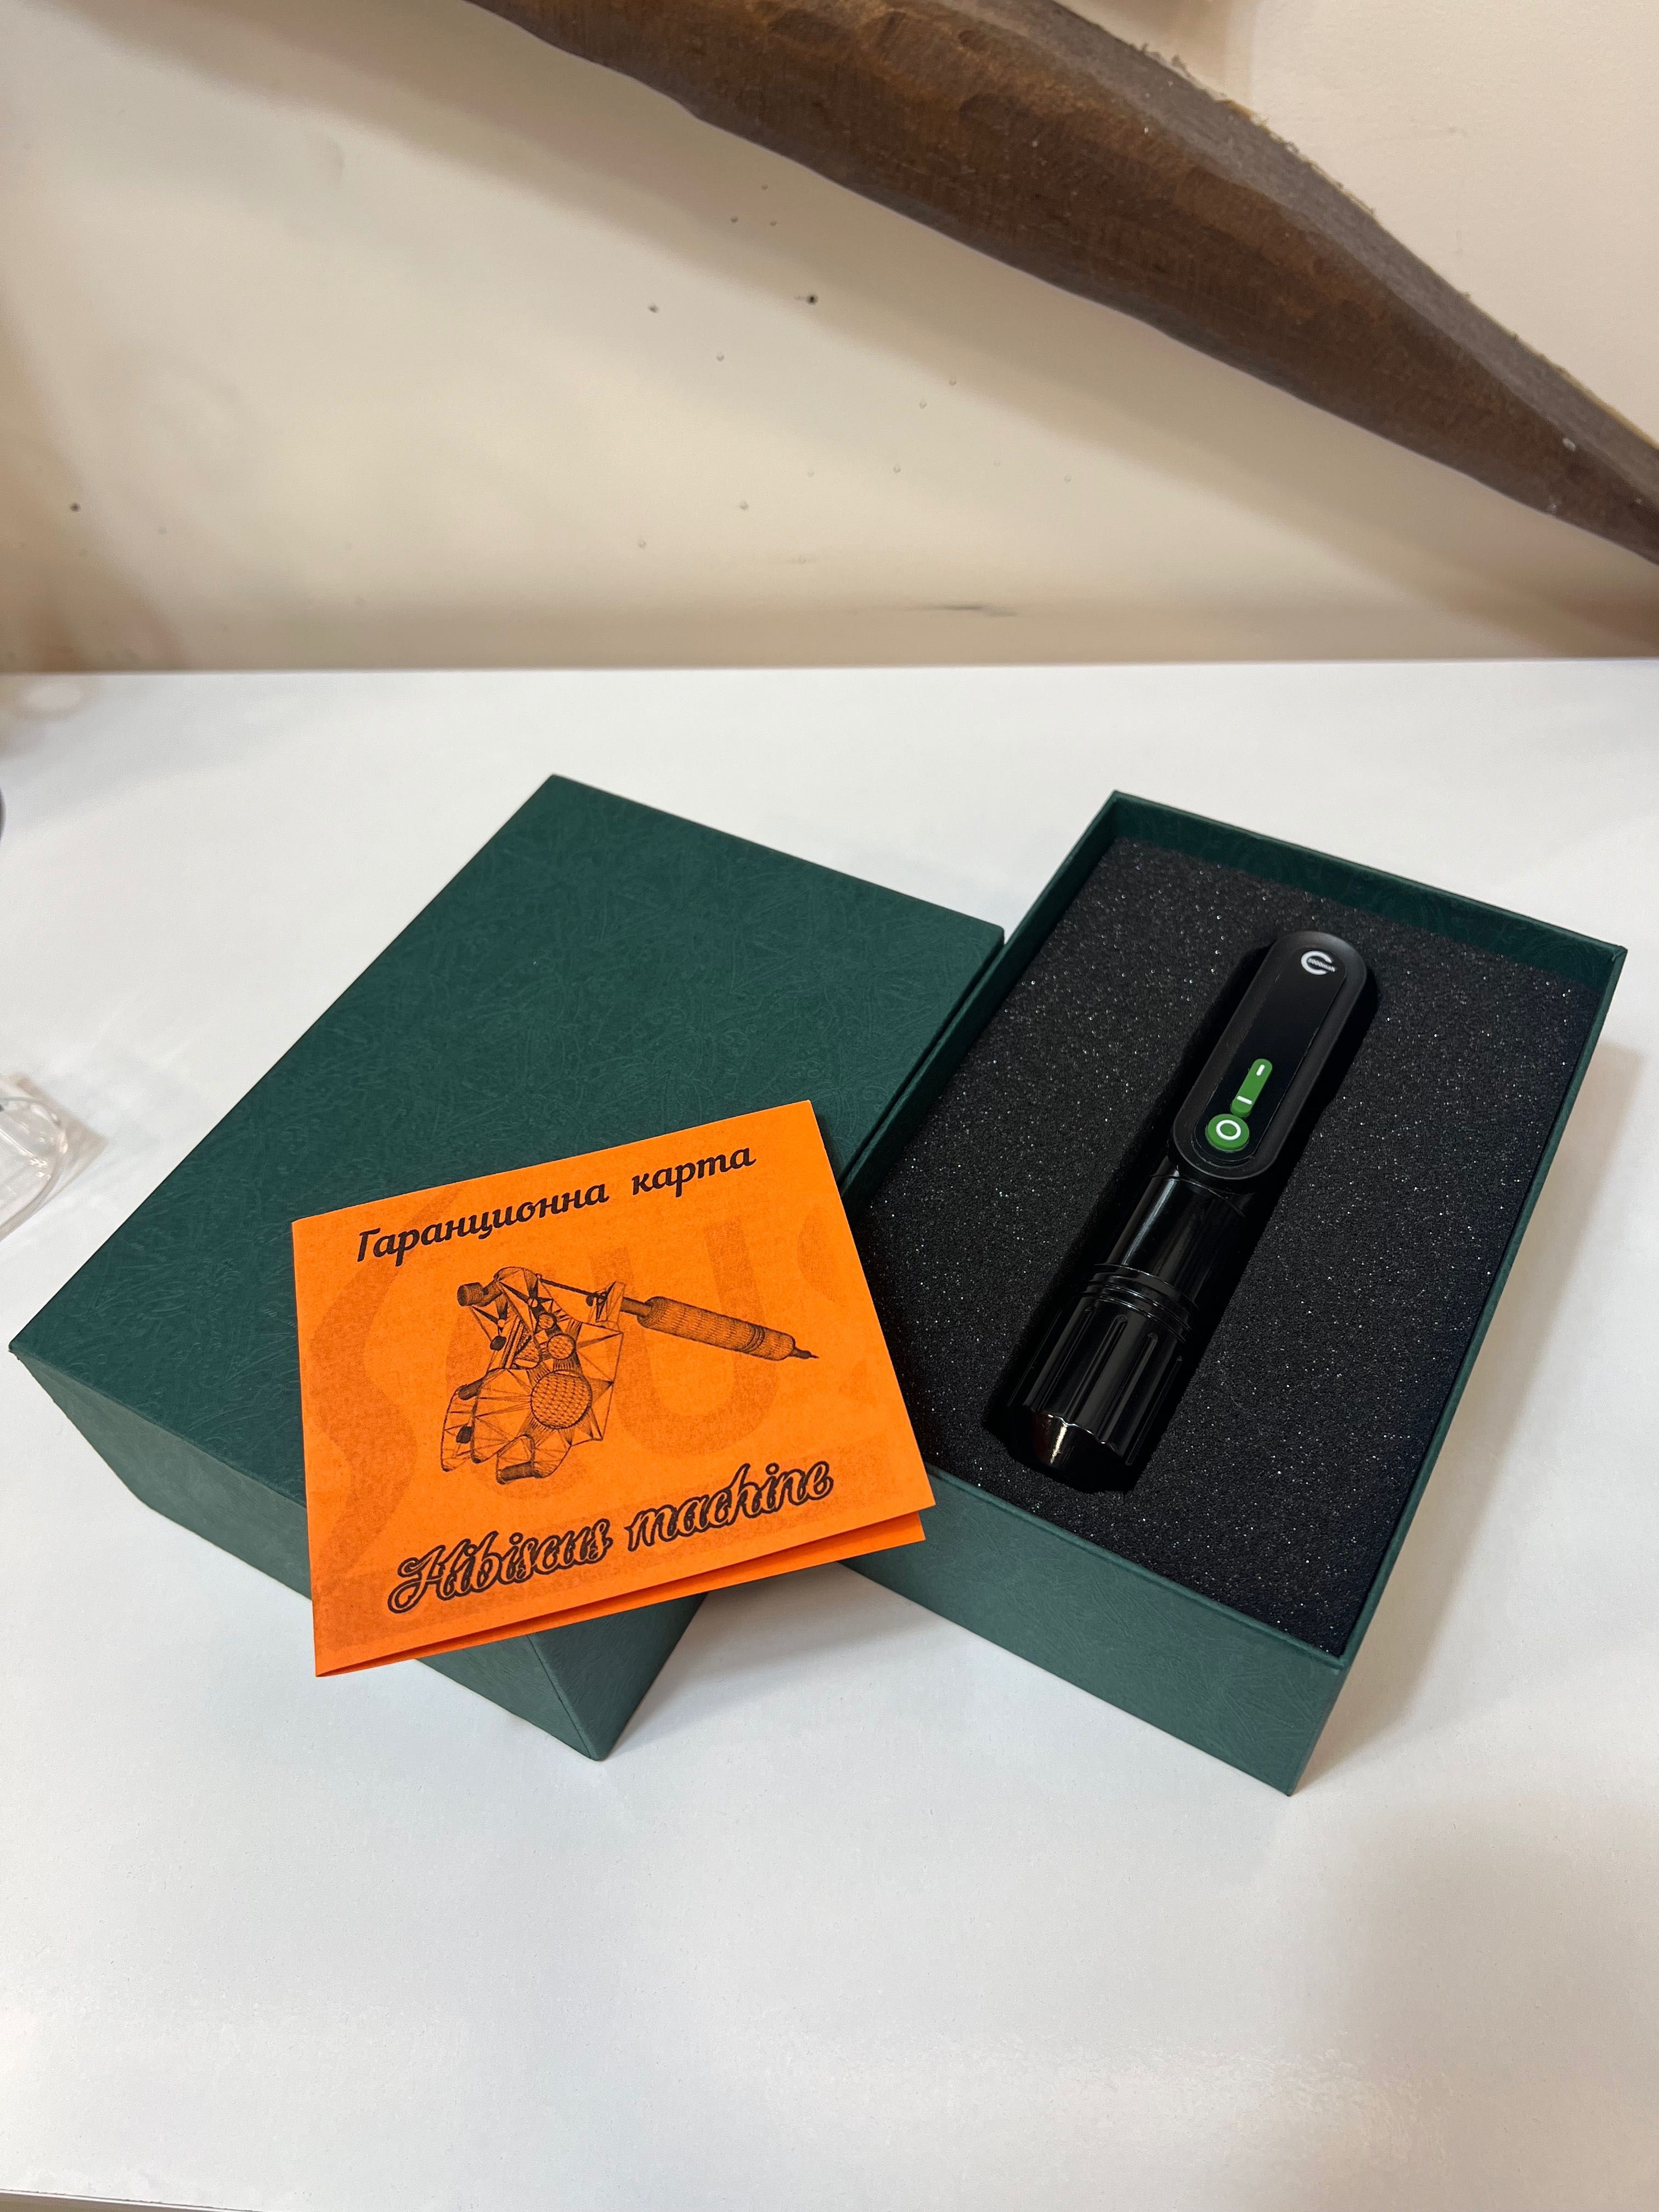 Гаранционна карта
Hibiscus machine